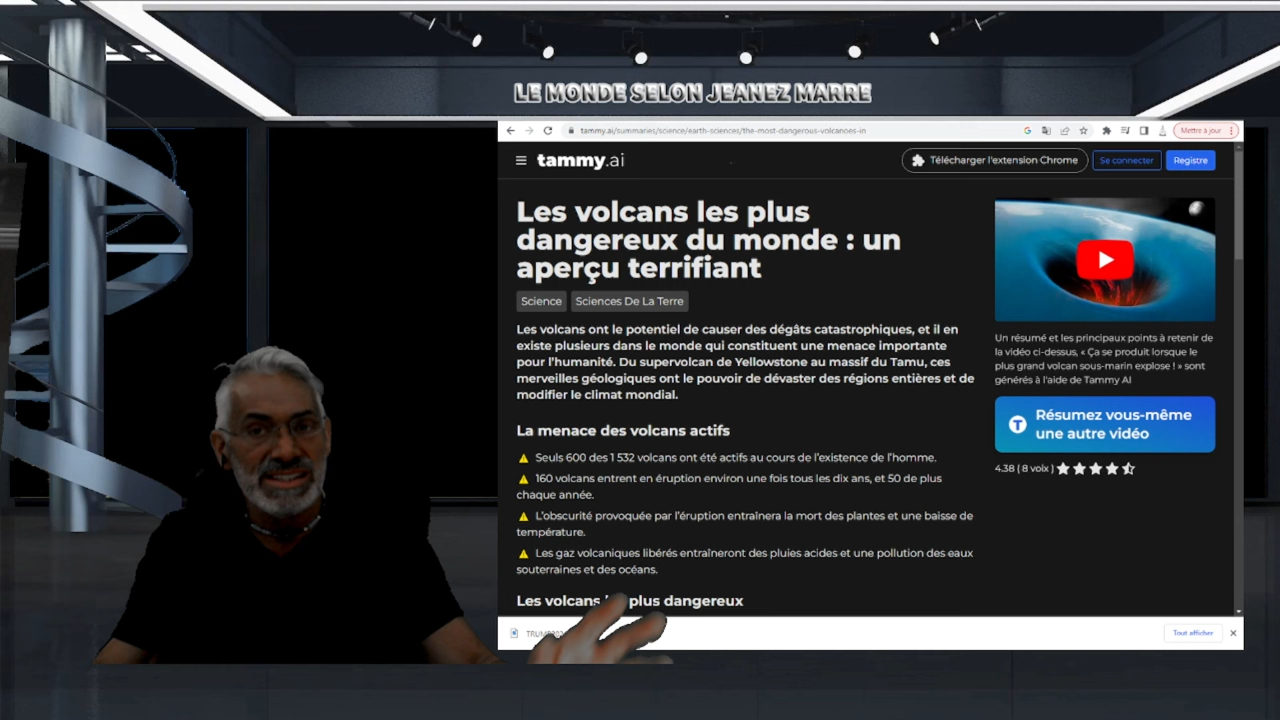 LE MONDE SELON JEANEZ MARRE
tammy.ai/summaries/science/earth-sciences/the-most-dangerous-volcanoes-in
Mettre à jour
tammy.ai
Télécharger l'extension Chrome
Se connecter
Registre
Les volcans les plus
dangereux du monde : un
aperçu terrifiant
Science
Sciences De La Terre
Les volcans ont le potentiel de causer des dégâts catastrophiques, et il en
existe plusieurs dans le monde qui constituent une menace importante
pour l'humanité. Du supervolcan de Yellowstone au massif du Tamu, ces
merveilles géologiques ont le pouvoir de dévaster des régions entières et de
modifier le climat mondial.
La menace des volcans actifs
Seuls 600 des 1 532 volcans ont été actifs au cours de l'existence de l'homme.
160 volcans entrent en éruption environ une fois tous les dix ans, et 50 de plus
chaque année.
L'obscurité provoquée par l'éruption entraînera la mort des plantes et une baisse de
température.
Les gaz volcaniques libérés entraîneront des pluies acides et une pollution des eaux
souterraines et des océans.
Les volcans plus dangereux
Un résumé et les principaux points à retenir de
la vidéo ci-dessus, « Ça se produit lorsque le
plus grand volcan sous-marin explose ! » sont
générés à l'aide de Tammy AI
Résumez vous-même
une autre vidéo
4.38 ( 8 voix )
Tout afficher